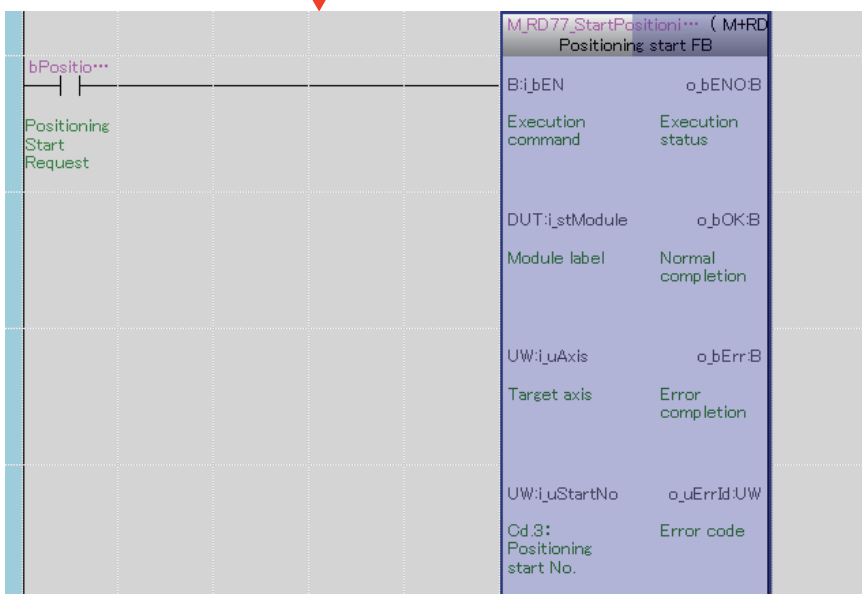 M_RD77_StartPositioni… ( M+RD
Positioning start FB
bPositio…
B:i_bEN o_bENO:B
Positioning
Start
Request
Execution
command
Execution
status
DUT:i_stModule o_bOK:B
Module label
Normal
completion
UW:i_uAxis o_bErr:B
Target axis
Error
completion
UW:i_uStartNo o_uErrId:UW
Cd.3:
Positioning
start No.
Error code